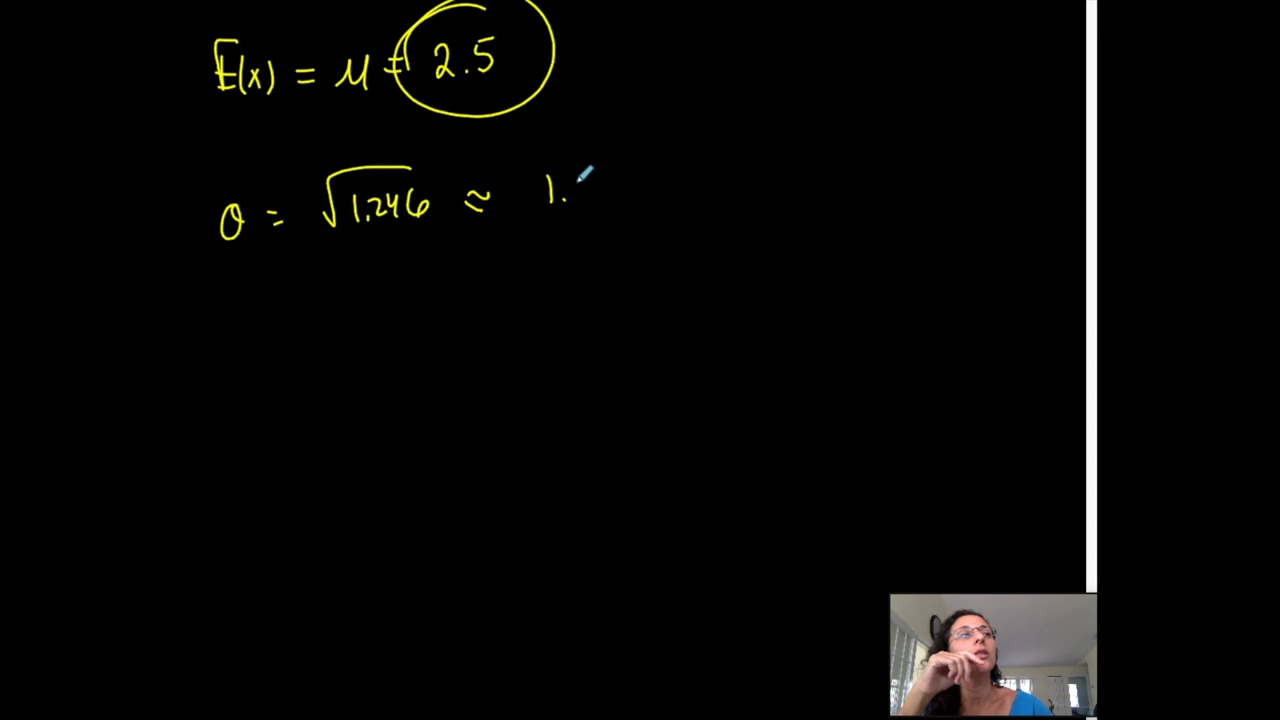 E(x) = μ = 2.5
σ = √1.246 ≈ 1.